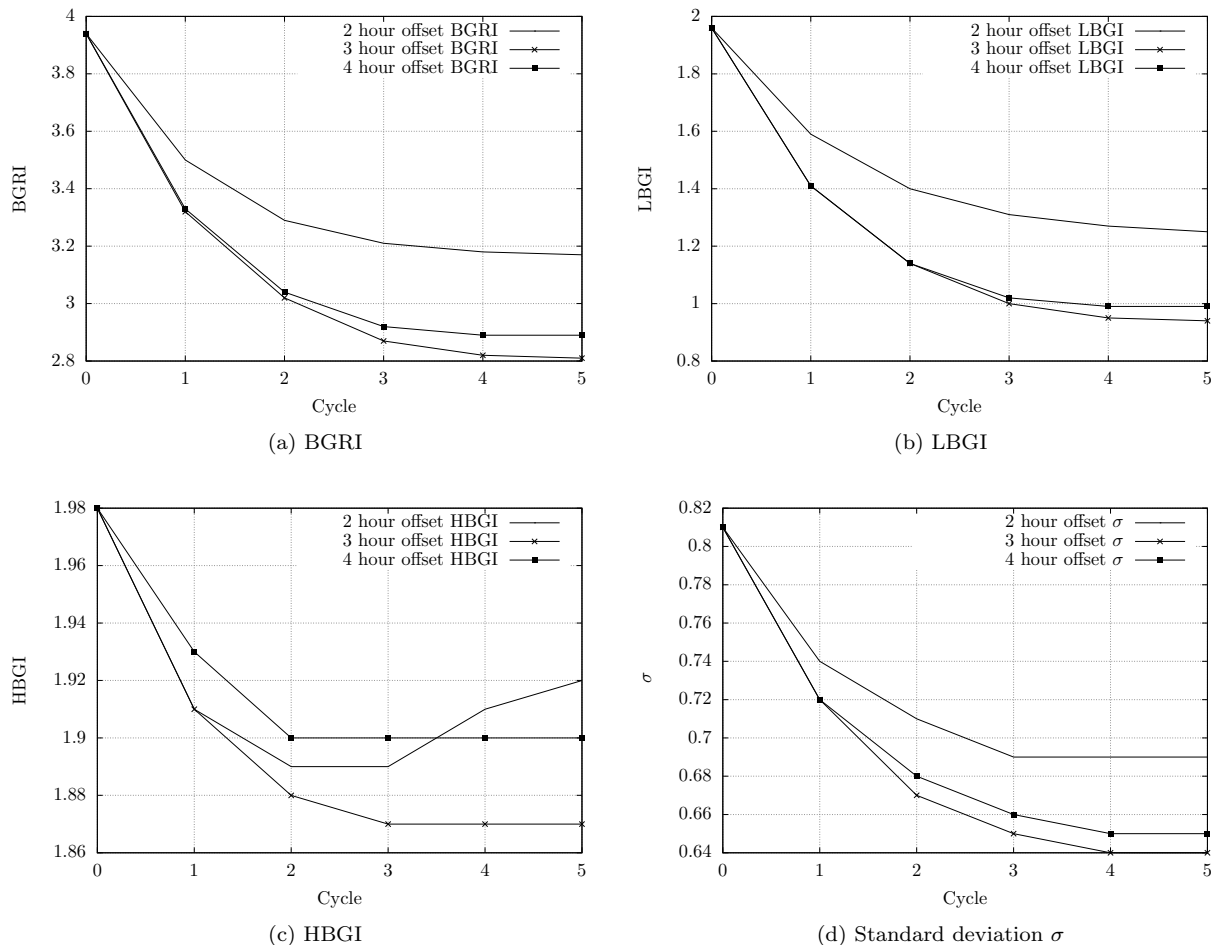 4
3.8
3.6
3.4
3.2
3
2.8
0 1 2 3 4 5
BGRI
Cycle
2 hour offset BGRI
3 hour offset BGRI
4 hour offset BGRI
(a) BGRI
2
1.8
1.6
1.4
1.2
1
0.8
0 1 2 3 4 5
LBGI
Cycle
2 hour offset LBGI
3 hour offset LBGI
4 hour offset LBGI
(b) LBGI
1.98
1.96
1.94
1.92
1.9
1.88
1.86
0 1 2 3 4 5
HBGI
Cycle
2 hour offset HBGI
3 hour offset HBGI
4 hour offset HBGI
(c) HBGI
0.82
0.8
0.78
0.76
0.74
0.72
0.7
0.68
0.66
0.64
0 1 2 3 4 5
σ
Cycle
2 hour offset σ
3 hour offset σ
4 hour offset σ
(d) Standard deviation σ